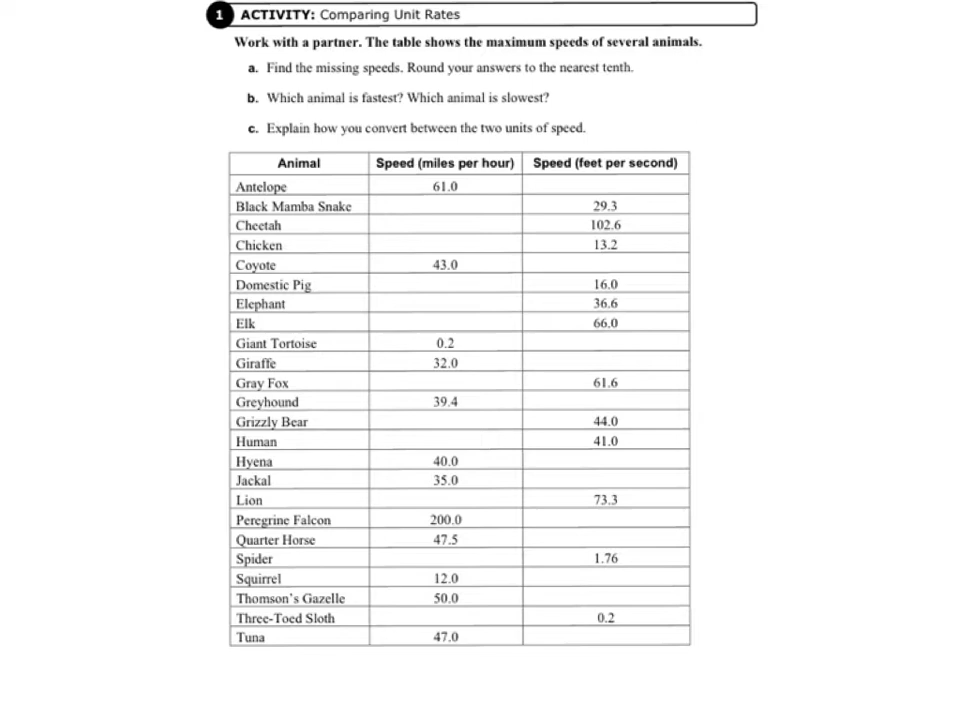 1 ACTIVITY: Comparing Unit Rates
Work with a partner. The table shows the maximum speeds of several animals.
a. Find the missing speeds. Round your answers to the nearest tenth.
b. Which animal is fastest? Which animal is slowest?
c. Explain how you convert between the two units of speed.
Animal Speed (miles per hour) Speed (feet per second)
Antelope 61.0
Black Mamba Snake 29.3
Cheetah 102.6
Chicken 13.2
Coyote 43.0
Domestic Pig 16.0
Elephant 36.6
Elk 66.0
Giant Tortoise 0.2
Giraffe 32.0
Gray Fox 61.6
Greyhound 39.4
Grizzly Bear 44.0
Human 41.0
Hyena 40.0
Jackal 35.0
Lion 73.3
Peregrine Falcon 200.0
Quarter Horse 47.5
Spider 1.76
Squirrel 12.0
Thomson's Gazelle 50.0
Three-Toed Sloth 0.2
Tuna 47.0